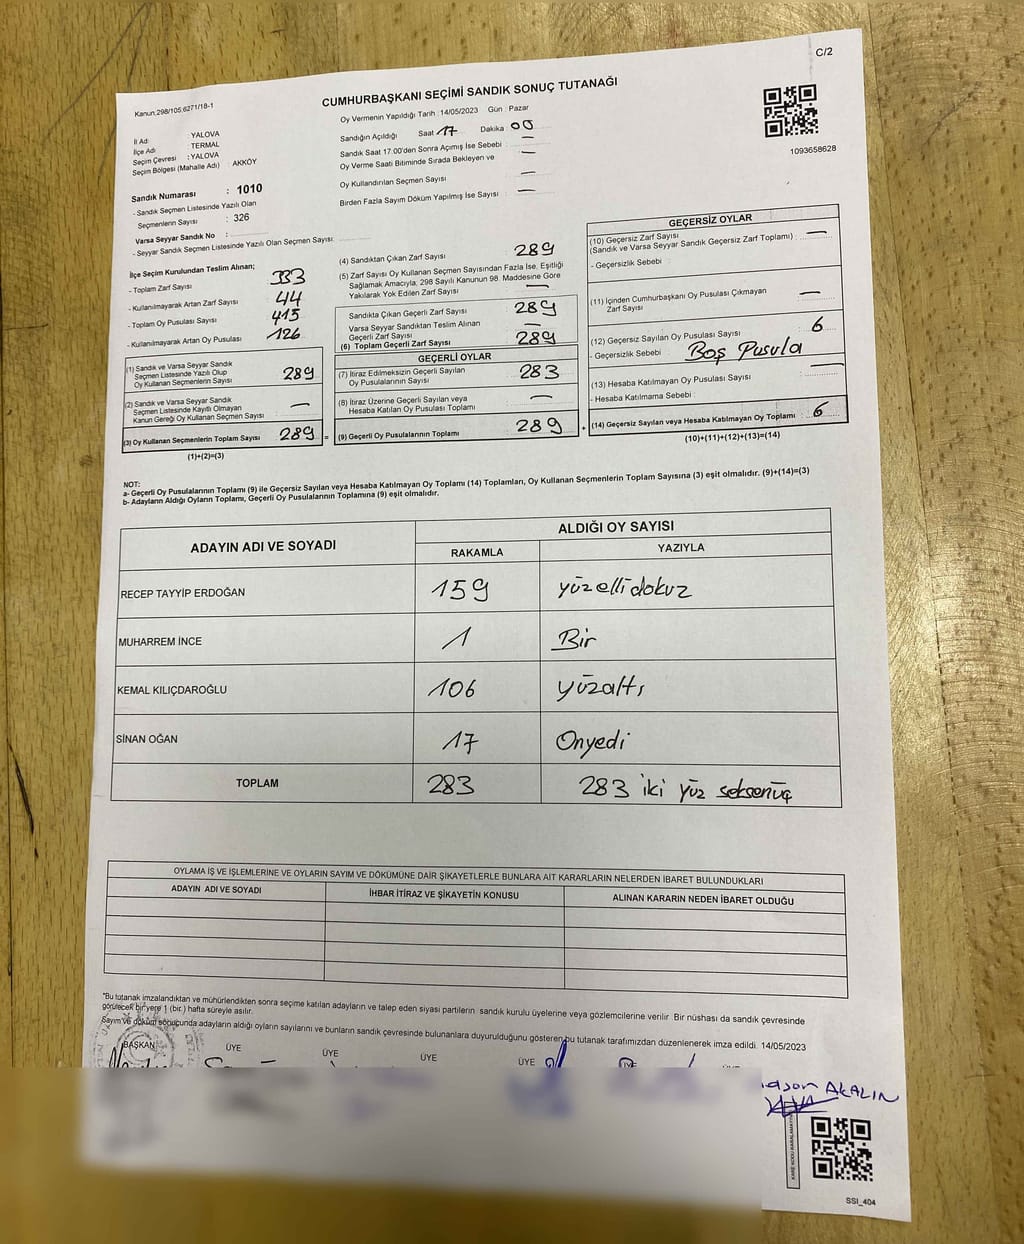 C/2
Kanun:298/105,6271/18-1
CUMHURBAŞKANI SEÇİMİ SANDIK SONUÇ TUTANAĞI
1093658628
İl Adı : YALOVA
İlçe Adı : TERMAL
Seçim Çevresi : YALOVA
Seçim Bölgesi (Mahalle Adı) : AKKÖY
Sandık Numarası : 1010
- Sandık Seçmen Listesinde Yazılı Olan
Seçmenlerin Sayısı : 326
Varsa Seyyar Sandık No :
- Seyyar Sandık Seçmen Listesinde Yazılı Olan Seçmen Sayısı:
Oy Vermenin Yapıldığı Tarih : 14/05/2023 Gün : Pazar
Sandığın Açıldığı Saat 17 Dakika : 00
Sandık Saat 17:00'den Sonra Açımış İse Sebebi : —
Oy Verme Saati Bitiminde Sırada Bekleyen ve : —
Oy Kullandırılan Seçmen Sayısı : —
Birden Fazla Sayım Döküm Yapılmış İse Sayısı : —
İlçe Seçim Kurulundan Teslim Alınan;
- Toplam Zarf Sayısı : 333
- Kullanılmayarak Artan Zarf Sayısı : 44
- Toplam Oy Pusulası Sayısı : 415
- Kullanılmayarak Artan Oy Pusulası : 126
(1) Sandık ve Varsa Seyyar Sandık
Seçmen Listesinde Yazılı Olup
Oy Kullanan Seçmenlerin Sayısı : 289
(2) Sandık ve Varsa Seyyar Sandık
Seçmen Listesinde Kayıtlı Olmayan
Kanun Gereği Oy Kullanan Seçmen Sayısı : —
(3) Oy Kullanan Seçmenlerin Toplam Sayısı : 289 =
(1)+(2)=(3)
(4) Sandıktan Çıkan Zarf Sayısı : 289
(5) Zarf Sayısı Oy Kullanan Seçmen Sayısından Fazla İse, Eşitliği
Sağlamak Amacıyla, 298 Sayılı Kanunun 98. Maddesine Göre
Yakılarak Yok Edilen Zarf Sayısı : —
Sandıkta Çıkan Geçerli Zarf Sayısı : 289
Varsa Seyyar Sandıktan Teslim Alınan
Geçerli Zarf Sayısı : —
(6) Toplam Geçerli Zarf Sayısı : 289
GEÇERLİ OYLAR
(7) İtiraz Edilmeksizin Geçerli Sayılan
Oy Pusulalarının Sayısı : 283
(8) İtiraz Üzerine Geçerli Sayılan veya
Hesaba Katılan Oy Pusulası Toplamı : —
(9) Geçerli Oy Pusulalarının Toplamı : 289 +
GEÇERSİZ OYLAR
(10) Geçersiz Zarf Sayısı
(Sandık ve Varsa Seyyar Sandık Geçersiz Zarf Toplamı) : —
- Geçersizlik Sebebi :
(11) İçinden Cumhurbaşkanı Oy Pusulası Çıkmayan
Zarf Sayısı : —
(12) Geçersiz Sayılan Oy Pusulası Sayısı : 6
- Geçersizlik Sebebi : Boş Pusula
(13) Hesaba Katılmayan Oy Pusulası Sayısı : —
- Hesaba Katılmama Sebebi :
(14) Geçersiz Sayılan veya Hesaba Katılmayan Oy Toplamı : 6
(10)+(11)+(12)+(13)=(14)
NOT:
a- Geçerli Oy Pusulalarının Toplamı (9) ile Geçersiz Sayılan veya Hesaba Katılmayan Oy Toplamı (14) Toplamları, Oy Kullanan Seçmenlerin Toplam Sayısına (3) eşit olmalıdır. (9)+(14)=(3)
b- Adayların Aldığı Oyların Toplamı, Geçerli Oy Pusulalarının Toplamına (9) eşit olmalıdır.
ADAYIN ADI VE SOYADI
ALDIĞI OY SAYISI
RAKAMLA YAZIYLA
RECEP TAYYİP ERDOĞAN 159 yüzellidokuz
MUHARREM İNCE 1 Bir
KEMAL KILIÇDAROĞLU 106 yüzaltı
SİNAN OĞAN 17 Onyedi
TOPLAM 283 283 iki yüz seksenüç
OYLAMA İŞ VE İŞLEMLERİNE VE OYLARIN SAYIM VE DÖKÜMÜNE DAİR ŞİKAYETLERLE BUNLARA AİT KARARLARIN NELERDEN İBARET BULUNDUKLARI
ADAYIN ADI VE SOYADI İHBAR İTİRAZ VE ŞİKAYETİN KONUSU ALINAN KARARIN NEDEN İBARET OLDUĞU
*Bu tutanak imzalandıktan ve mühürlendikten sonra seçime katılan adayların ve talep eden siyasi partilerin sandık kurulu üyelerine veya gözlemcilerine verilir. Bir nüshası da sandık çevresinde
görülecek bir yere 1 (bir) hafta süreyle asılır.
Sayım ve döküm sonucunda adayların aldığı oyların sayılarını ve bunların sandık çevresinde bulunanlara duyurulduğunu gösteren bu tutanak tarafımızdan düzenlenerek imza edildi. 14/05/2023
BAŞKAN ÜYE ÜYE ÜYE ÜYE ÜYE
AKALIN
SSİ_404